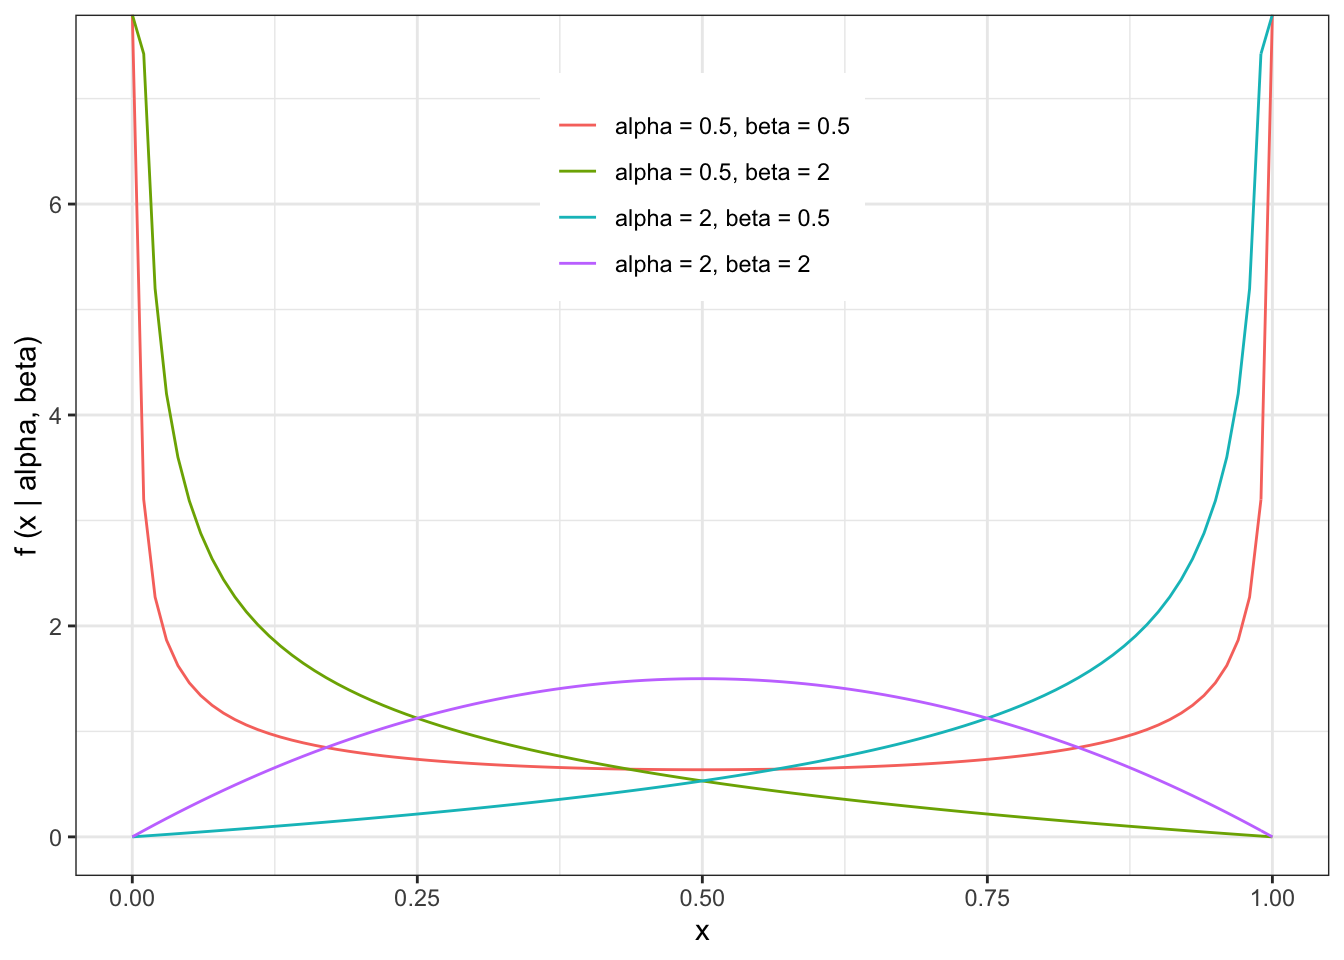 alpha = 0.5, beta = 0.5
alpha = 0.5, beta = 2
alpha = 2, beta = 0.5
alpha = 2, beta = 2
6
4
2
0
f (x | alpha, beta)
0.00 0.25 0.50 0.75 1.00
x